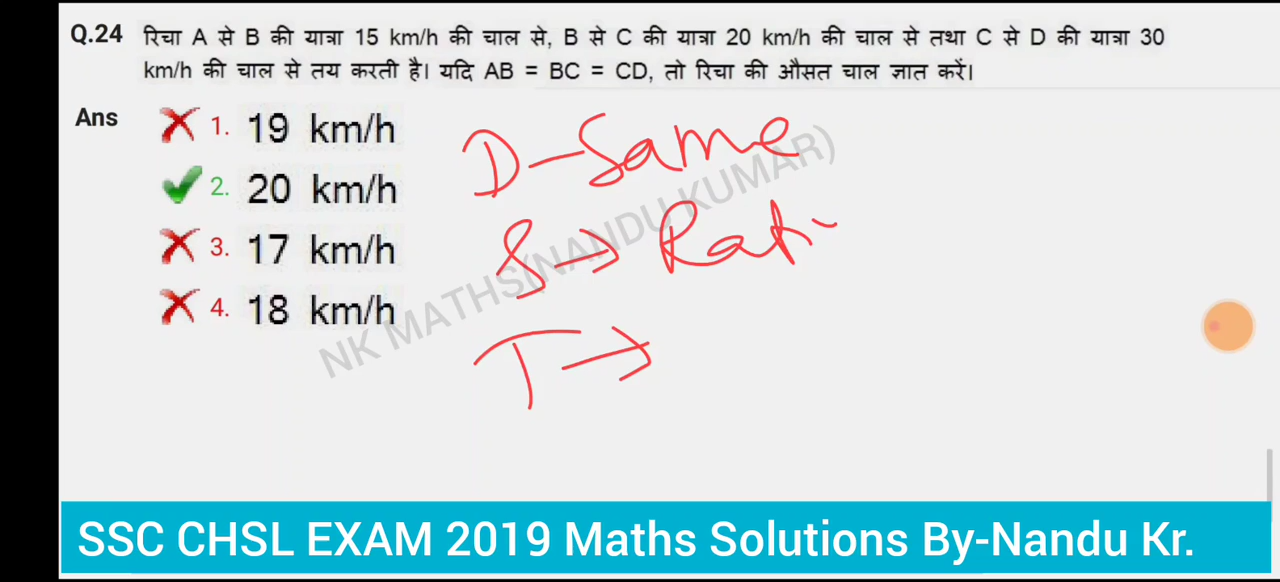 Q.24 रिचा A से B की यात्रा 15 km/h की चाल से, B से C की यात्रा 20 km/h की चाल से तथा C से D की यात्रा 30
km/h की चाल से तय करती है। यदि AB = BC = CD, तो रिचा की औसत चाल ज्ञात करें।
Ans
1. 19 km/h
2. 20 km/h
3. 17 km/h
4. 18 km/h
D-Same
S→ Rati
T→
NK MATHS(NANDU KUMAR)
SSC CHSL EXAM 2019 Maths Solutions By-Nandu Kr.